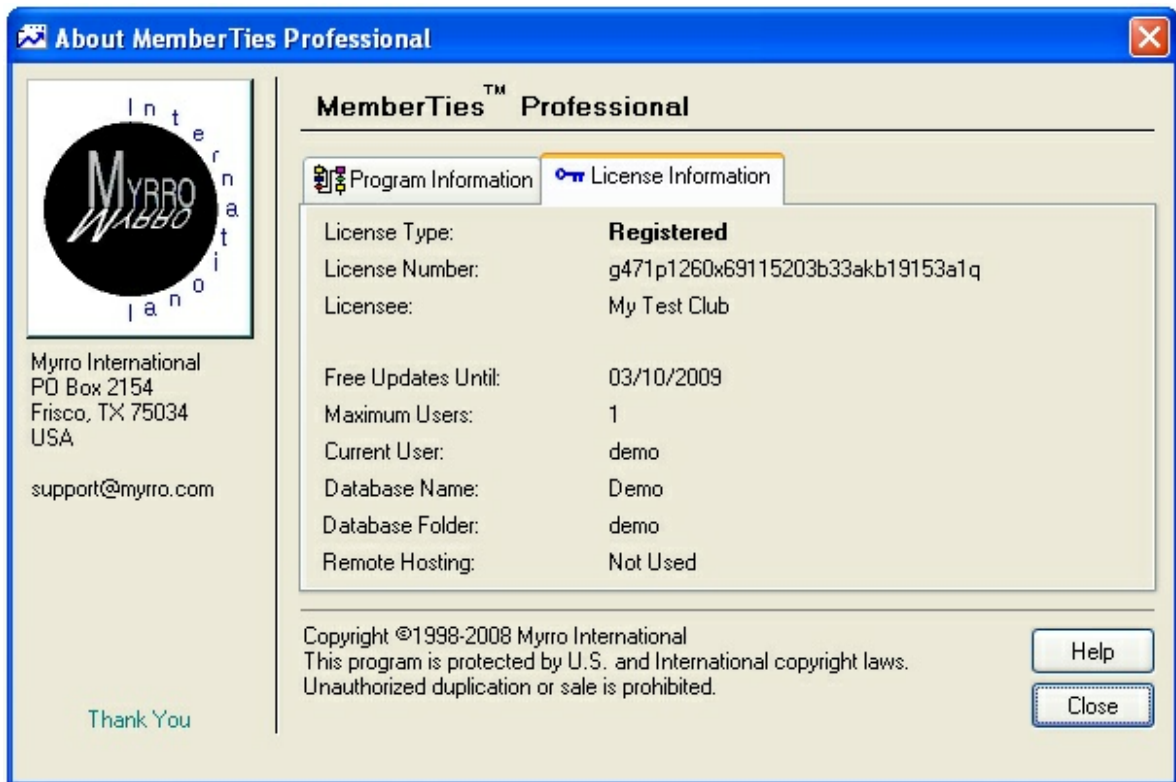 About MemberTies Professional
International
MYRRO
MYRRO
Myrro International
PO Box 2154
Frisco, TX 75034
USA
support@myrro.com
Thank You
MemberTies™ Professional
Program Information
License Information
License Type: Registered
License Number: g471p1260x69115203b33akb19153a1q
Licensee: My Test Club
Free Updates Until: 03/10/2009
Maximum Users: 1
Current User: demo
Database Name: Demo
Database Folder: demo
Remote Hosting: Not Used
Copyright ©1998-2008 Myrro International
This program is protected by U.S. and International copyright laws.
Unauthorized duplication or sale is prohibited.
Help
Close